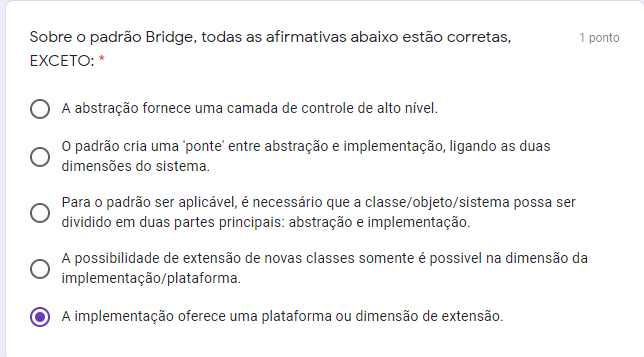 Sobre o padrão Bridge, todas as afirmativas abaixo estão corretas,
1 ponto
EXCETO: *
A abstração fornece uma camada de controle de alto nível.
O padrão cria uma 'ponte' entre abstração e implementação, ligando as duas
dimensões do sistema.
Para o padrão ser aplicável, é necessário que a classe/objeto/sistema possa ser
dividido em duas partes principais: abstração e implementação.
A possibilidade de extensão de novas classes somente é possivel na dimensão da
implementação/plataforma.
A implementação oferece uma plataforma ou dimensão de extensão.